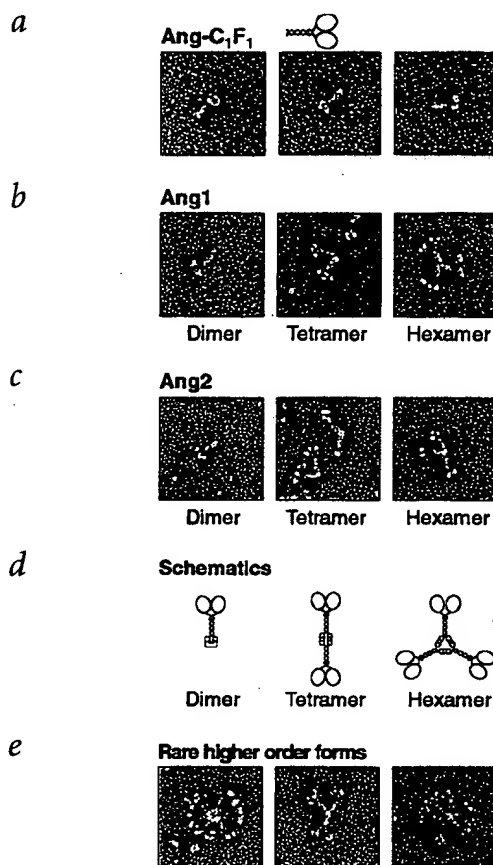 a
Ang-C₁F₁
b
Ang1
Dimer Tetramer Hexamer
c
Ang2
Dimer Tetramer Hexamer
d
Schematics
Dimer Tetramer Hexamer
e
Rare higher order forms